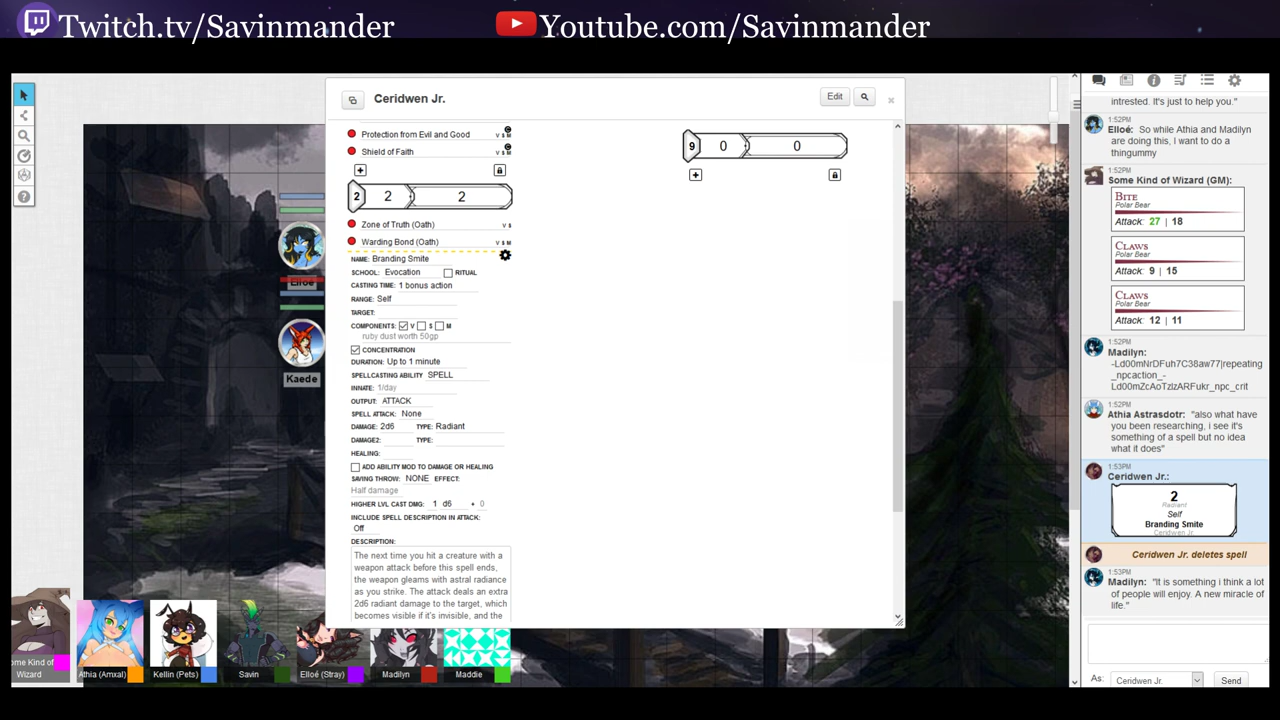 Twitch.tv/Savinmander
Youtube.com/Savinmander
Ceridwen Jr.
Edit
Protection from Evil and Good
V S M
C
Shield of Faith
V S M
C
2 2 2
Zone of Truth (Oath)
V S
Warding Bond (Oath)
V S M
NAME: Branding Smite
SCHOOL: Evocation RITUAL
CASTING TIME: 1 bonus action
RANGE: Self
TARGET:
COMPONENTS: V S M
ruby dust worth 50gp
CONCENTRATION
DURATION: Up to 1 minute
SPELLCASTING ABILITY SPELL
INNATE: 1/day
OUTPUT: ATTACK
SPELL ATTACK: None
DAMAGE: 2d6 TYPE: Radiant
DAMAGE2: TYPE:
HEALING:
ADD ABILITY MOD TO DAMAGE OR HEALING
SAVING THROW: NONE EFFECT:
Half damage
HIGHER LVL CAST DMG: 1 d6 + 0
INCLUDE SPELL DESCRIPTION IN ATTACK:
Off
DESCRIPTION:
The next time you hit a creature with a
weapon attack before this spell ends,
the weapon gleams with astral radiance
as you strike. The attack deals an extra
2d6 radiant damage to the target, which
becomes visible if it's invisible, and the
9 0 0
Elloé
Kaede
Wizard
Athia (Amxal)
Kellin (Pets)
Savin
Elloé (Stray)
Madilyn
Maddie
intrested. It's just to help you."
1:52PM
Elloé: So while Athia and Madilyn
are doing this, I want to do a
thingummy
1:52PM
Some Kind of Wizard (GM):
BITE
Polar Bear
Attack: 27 | 18
CLAWS
Polar Bear
Attack: 9 | 15
CLAWS
Polar Bear
Attack: 12 | 11
1:52PM
Madilyn:
-Ld00mNrDFuh7C38aw77|repeating
_npcaction_-
Ld00mZcAoTzlzARFukr_npc_crit
1:52PM
Athia Astrasdotr: "also what have
you been researching, i see it's
something of a spell but no idea
what it does"
1:53PM
Ceridwen Jr.:
2
Radiant
Self
Branding Smite
Ceridwen Jr.
Ceridwen Jr. deletes spell
1:53PM
Madilyn: "It is something i think a lot
of people will enjoy. A new miracle of
life."
As: Ceridwen Jr. Send